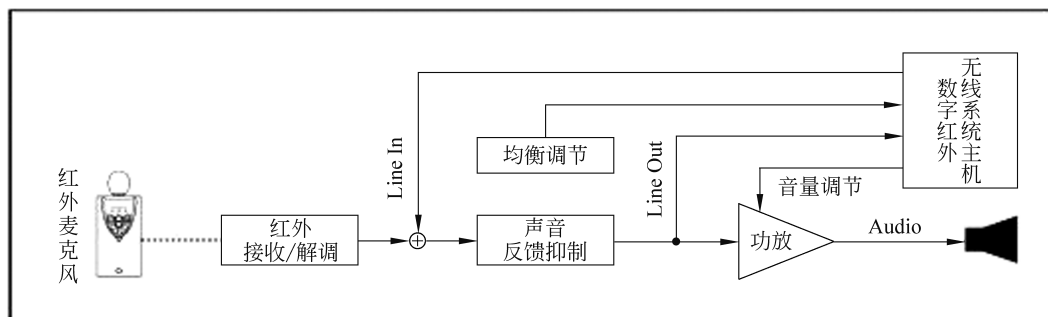 红外麦克风
红外
接收/解调
Line In
均衡调节
声音
反馈抑制
Line Out
音量调节
功放
Audio
数字红外
无线系统主机